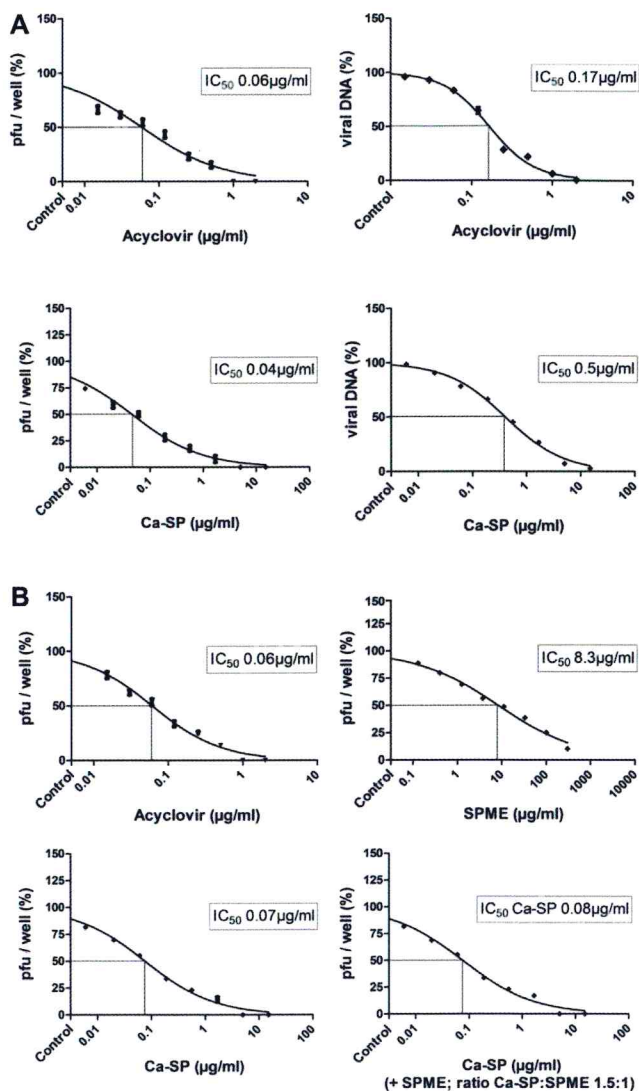 A
pfu / well (%)
150
100
50
0
IC50 0.06µg/ml
Control
0.01
0.1
1
10
Acyclovir (µg/ml)
viral DNA (%)
150
100
50
0
IC50 0.17µg/ml
Control
0.1
1
10
Acyclovir (µg/ml)
pfu / well (%)
150
125
100
75
50
25
0
IC50 0.04µg/ml
Control
0.01
0.1
1
10
100
Ca-SP (µg/ml)
viral DNA (%)
150
100
50
0
IC50 0.5µg/ml
Control
0.01
0.1
1
10
100
Ca-SP (µg/ml)
B
pfu / well (%)
150
100
50
0
IC50 0.06µg/ml
Control
0.01
0.1
1
10
Acyclovir (µg/ml)
pfu / well (%)
150
125
100
75
50
25
0
IC50 8.3µg/ml
Control
0.1
1
10
100
1000
10000
SPME (µg/ml)
pfu / well (%)
150
125
100
75
50
25
0
IC50 0.07µg/ml
Control
0.01
0.1
1
10
100
Ca-SP (µg/ml)
pfu / well (%)
150
125
100
75
50
25
0
IC50 Ca-SP 0.08µg/ml
Control
0.01
0.1
1
10
100
Ca-SP (µg/ml)
(+ SPME; ratio Ca-SP:SPME 1.5:1)